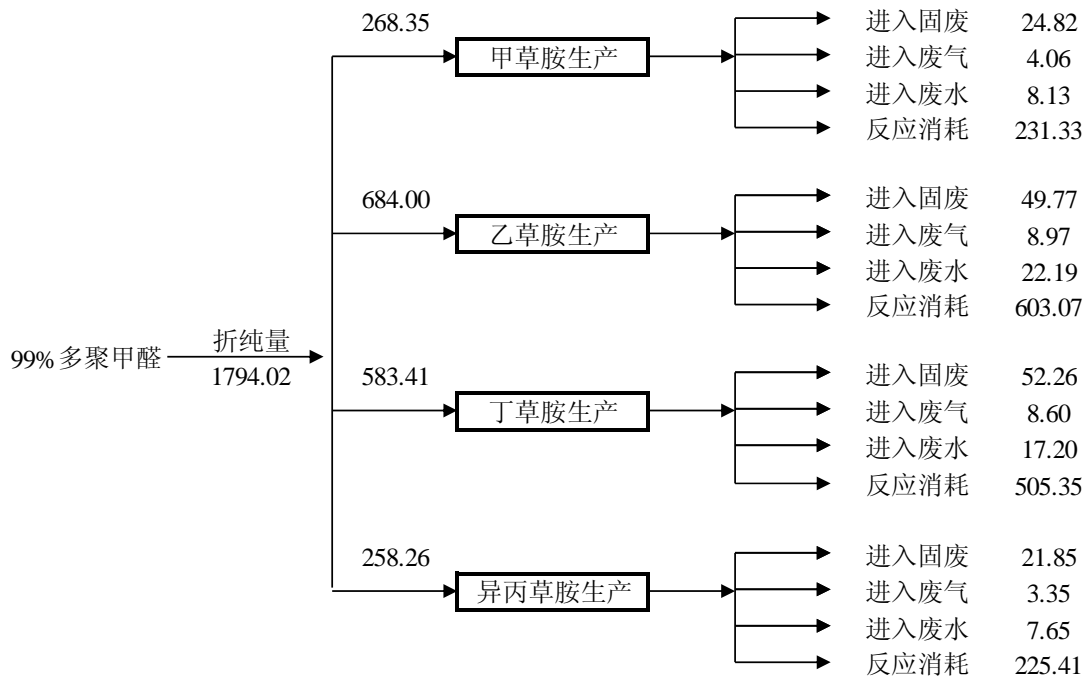 268.35
甲草胺生产
进入固废 24.82
进入废气 4.06
进入废水 8.13
反应消耗 231.33
684.00
乙草胺生产
进入固废 49.77
进入废气 8.97
进入废水 22.19
反应消耗 603.07
99%多聚甲醛
折纯量
1794.02
583.41
丁草胺生产
进入固废 52.26
进入废气 8.60
进入废水 17.20
反应消耗 505.35
258.26
异丙草胺生产
进入固废 21.85
进入废气 3.35
进入废水 7.65
反应消耗 225.41